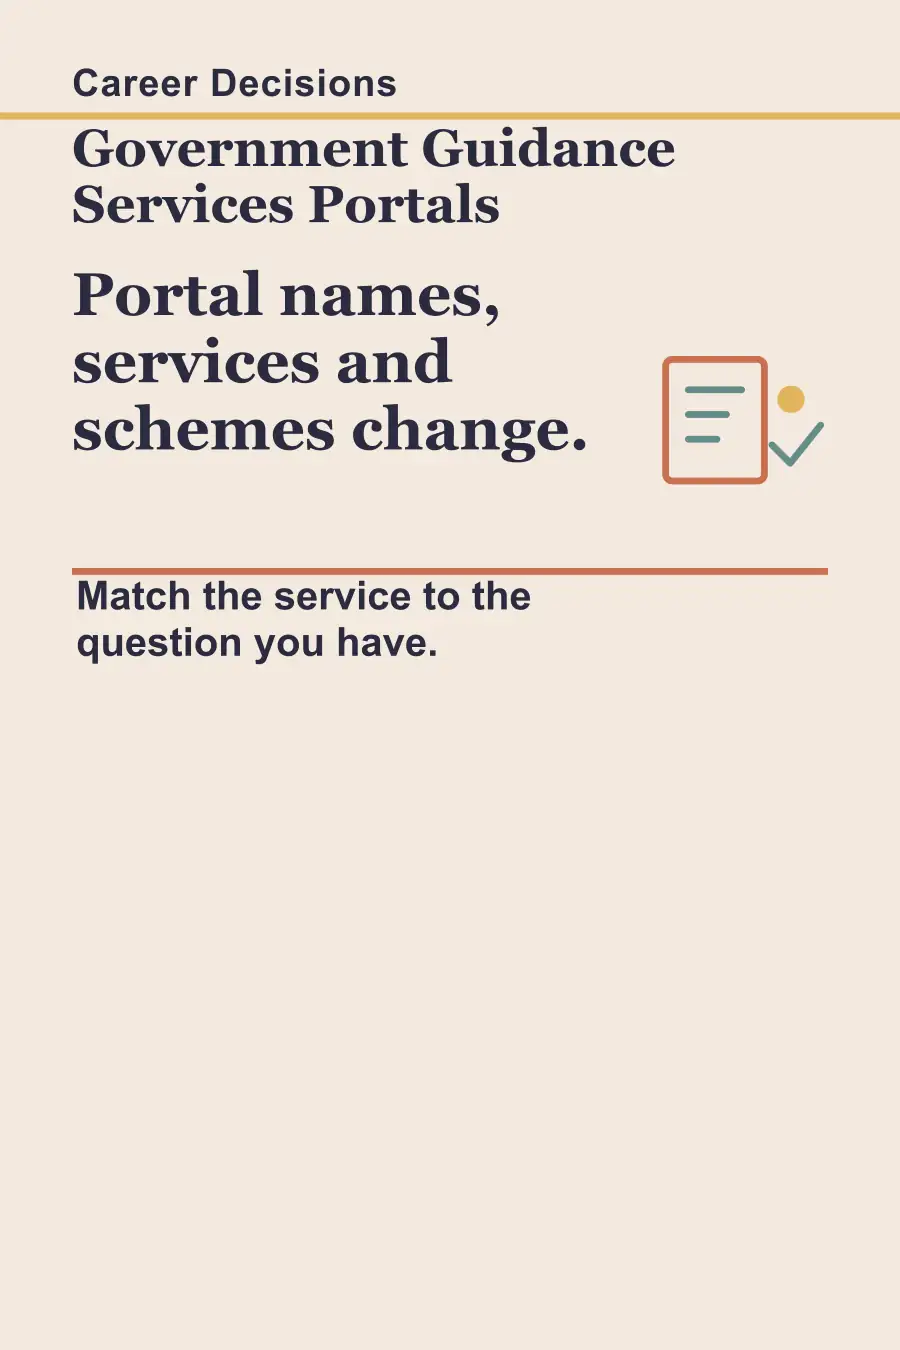 Career Decisions
Government Guidance
Services Portals
Portal names,
services and
schemes change.
Match the service to the
question you have.